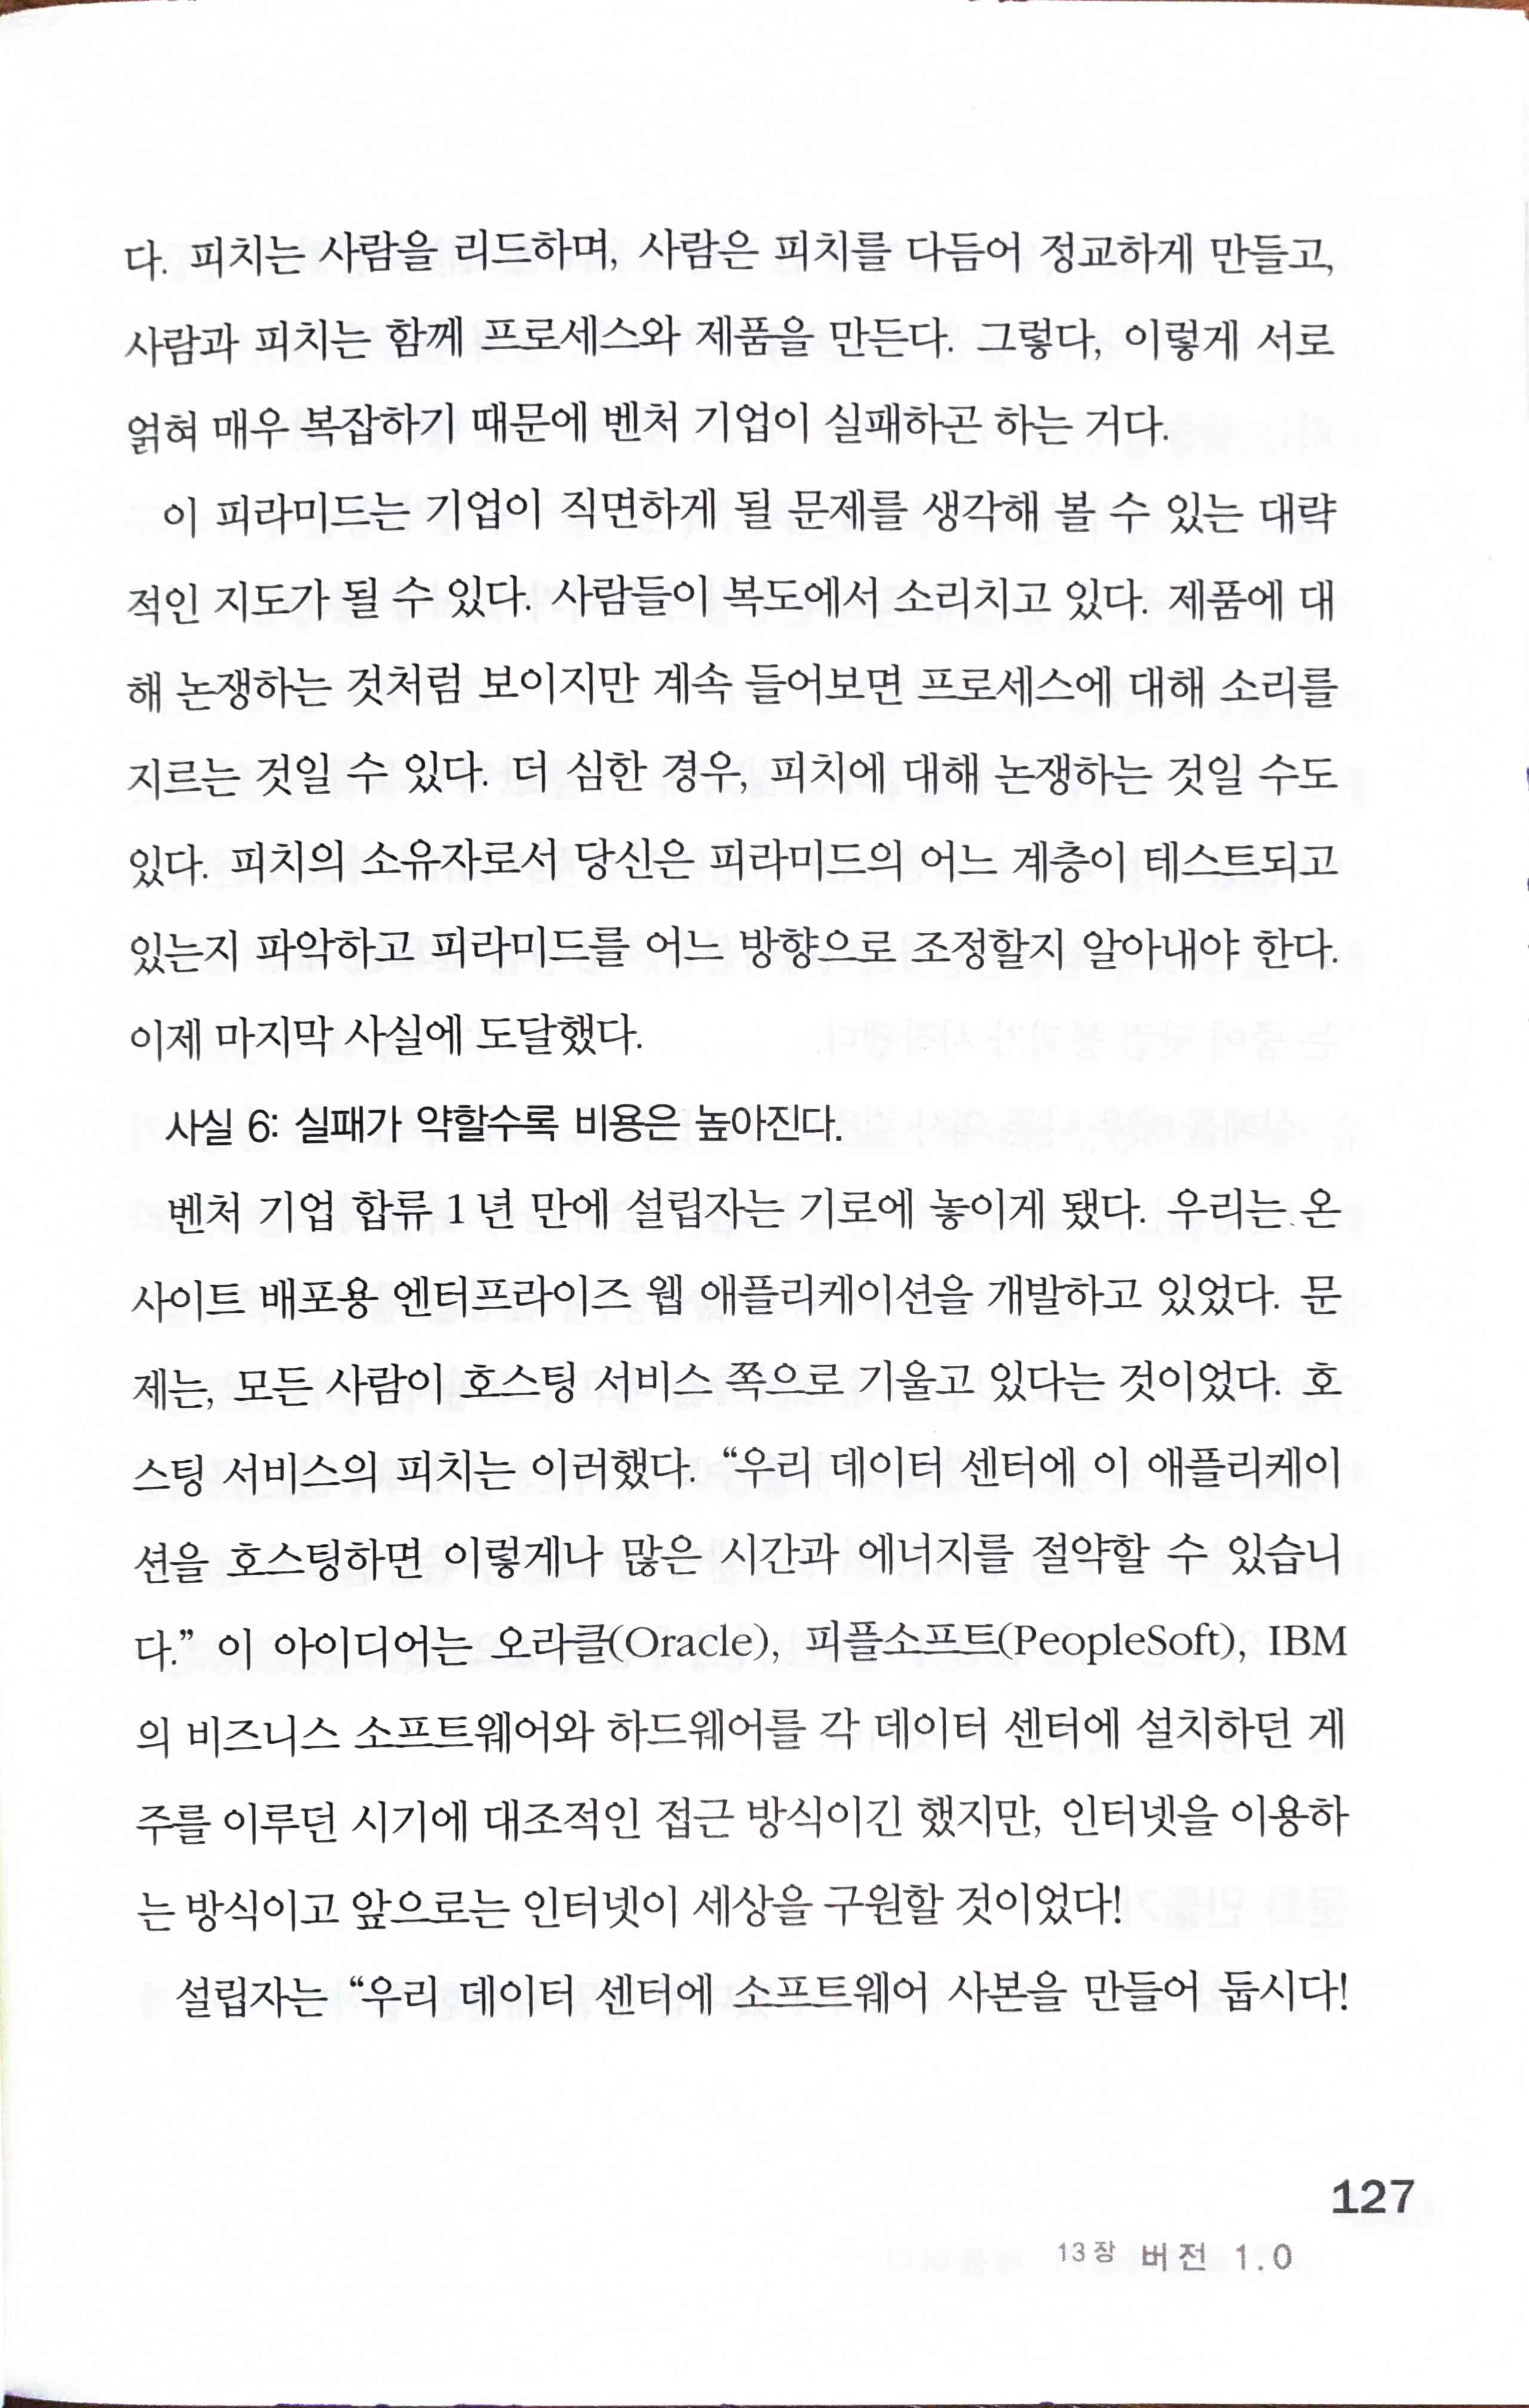 다. 피치는 사람을 리드하며, 사람은 피치를 다듬어 정교하게 만들고,
사람과 피치는 함께 프로세스와 제품을 만든다. 그렇다, 이렇게 서로
얽혀 매우 복잡하기 때문에 벤처 기업이 실패하곤 하는 거다.
이 피라미드는 기업이 직면하게 될 문제를 생각해 볼 수 있는 대략
적인 지도가 될 수 있다. 사람들이 복도에서 소리치고 있다. 제품에 대
해 논쟁하는 것처럼 보이지만 계속 들어보면 프로세스에 대해 소리를
지르는 것일 수 있다. 더 심한 경우, 피치에 대해 논쟁하는 것일 수도
있다. 피치의 소유자로서 당신은 피라미드의 어느 계층이 테스트되고
있는지 파악하고 피라미드를 어느 방향으로 조정할지 알아내야 한다.
이제 마지막 사실에 도달했다.
사실 6: 실패가 약할수록 비용은 높아진다.
벤처 기업 합류 1년 만에 설립자는 기로에 놓이게 됐다. 우리는 온
사이트 배포용 엔터프라이즈 웹 애플리케이션을 개발하고 있었다. 문
제는, 모든 사람이 호스팅 서비스 쪽으로 기울고 있다는 것이었다. 호
스팅 서비스의 피치는 이러했다. “우리 데이터 센터에 이 애플리케이
션을 호스팅하면 이렇게나 많은 시간과 에너지를 절약할 수 있습니
다.” 이 아이디어는 오라클(Oracle), 피플소프트(PeopleSoft), IBM
의 비즈니스 소프트웨어와 하드웨어를 각 데이터 센터에 설치하던 게
주를 이루던 시기에 대조적인 접근 방식이긴 했지만, 인터넷을 이용하
는 방식이고 앞으로는 인터넷이 세상을 구원할 것이었다!
설립자는 “우리 데이터 센터에 소프트웨어 사본을 만들어 둡시다!
127
13장 버전 1.0